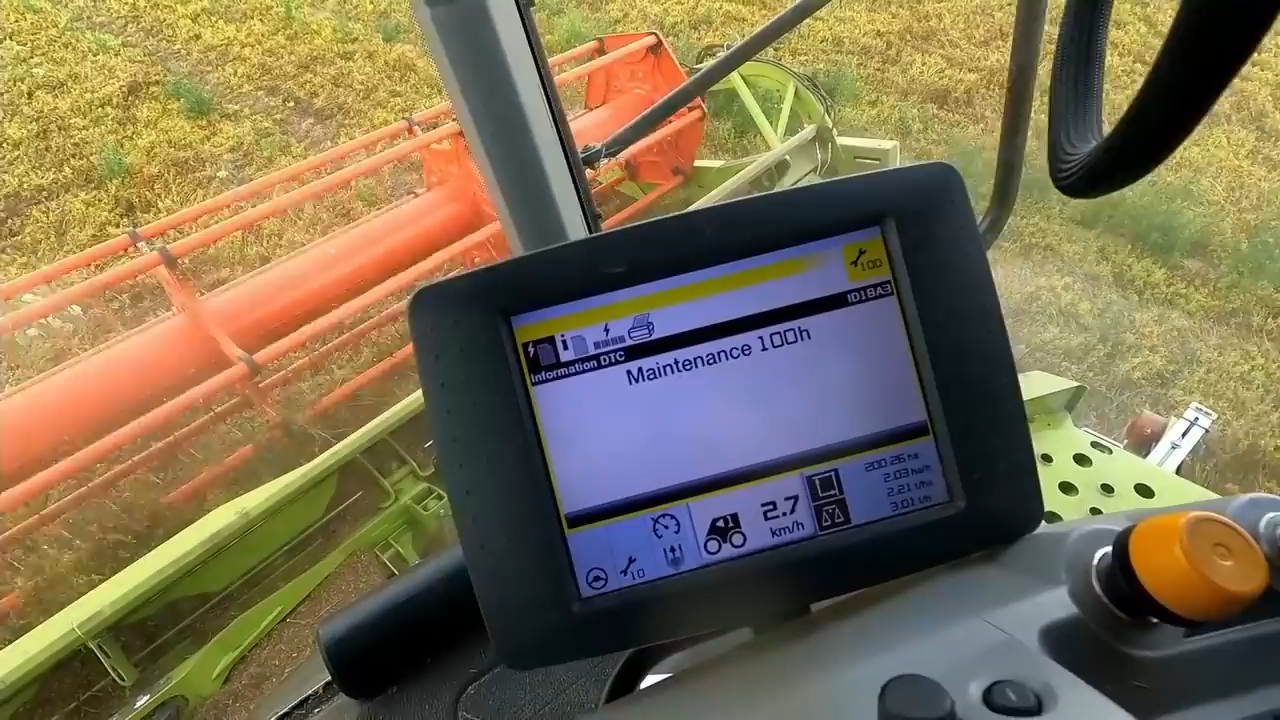 100
ID18A3
Information DTC
Maintenance 100h
200.26 ha
2.03 ha/h
2.21 t/ha
3.01 t/h
2.7
km/h
10